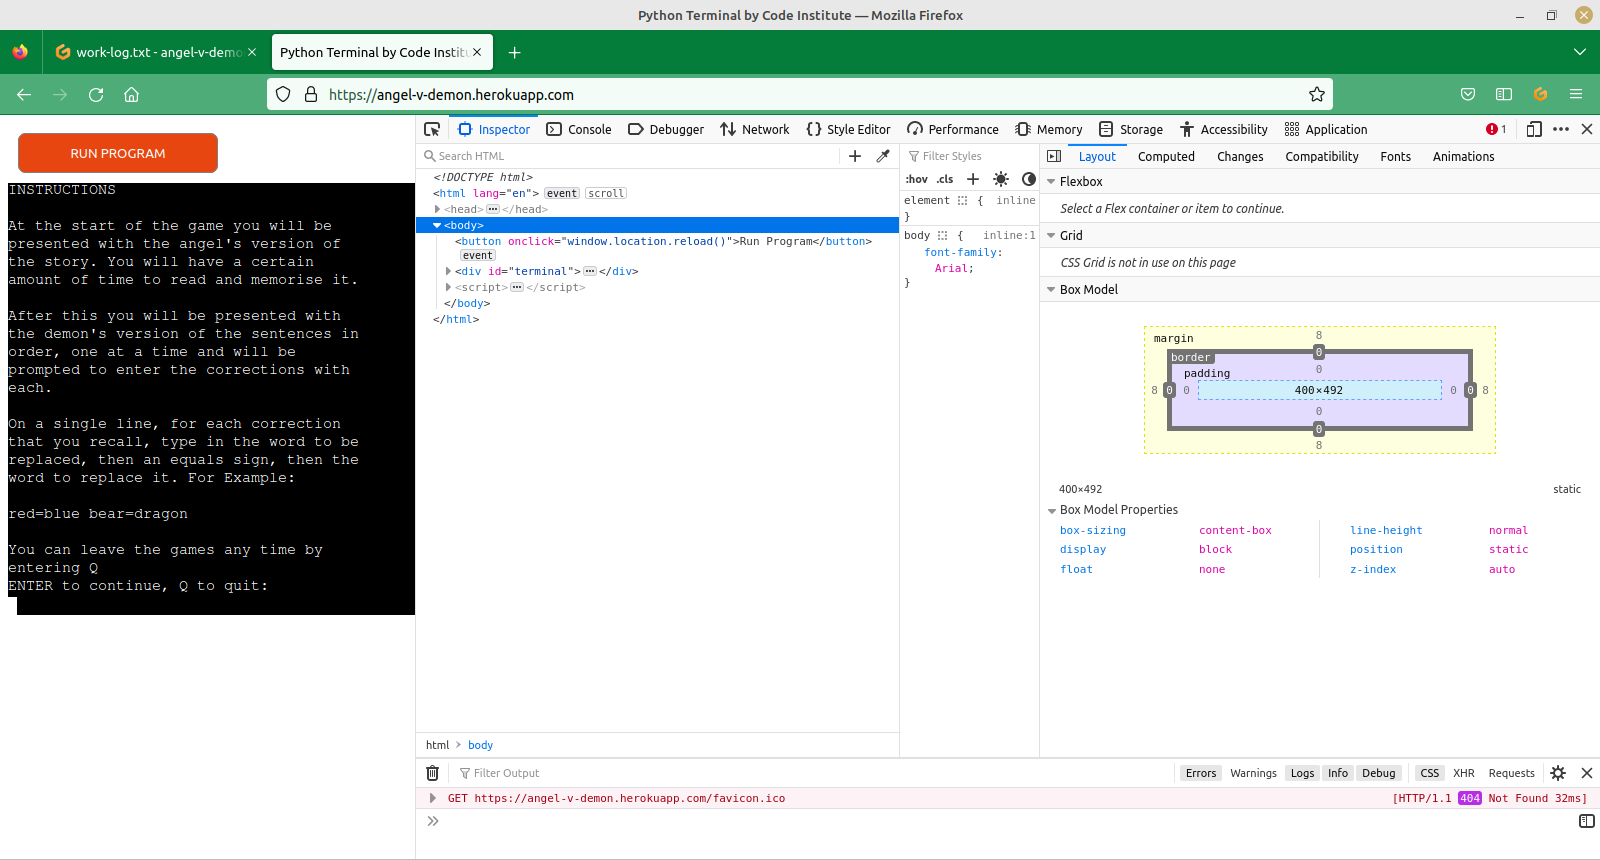 Python Terminal by Code Institute — Mozilla Firefox
work-log.txt - angel-v-demo
Python Terminal by Code Institu
https://angel-v-demon.herokuapp.com
RUN PROGRAM
INSTRUCTIONS
At the start of the game you will be
presented with the angel's version of
the story. You will have a certain
amount of time to read and memorise it.
After this you will be presented with
the demon's version of the sentences in
order, one at a time and will be
prompted to enter the corrections with
each.
On a single line, for each correction
that you recall, type in the word to be
replaced, then an equals sign, then the
word to replace it. For Example:
red=blue bear=dragon
You can leave the games any time by
entering Q
ENTER to continue, Q to quit:
Inspector Console Debugger Network Style Editor Performance Memory Storage Accessibility Application 1
Search HTML
<!DOCTYPE html>
<html lang="en"> event scroll
<head> ••• </head>
<body>
<button onclick="window.location.reload()">Run Program</button>
event
<div id="terminal"> ••• </div>
<script> ••• </script>
</body>
</html>
html > body
Filter Styles
:hov .cls +
element { inline
}
body { inline:1
font-family:
Arial;
}
Layout Computed Changes Compatibility Fonts Animations
Flexbox
Select a Flex container or item to continue.
Grid
CSS Grid is not in use on this page
Box Model
margin 8
border 0
padding 0
8 0 0 400×492 0 0 8
0
0
8
400×492 static
Box Model Properties
box-sizing content-box line-height normal
display block position static
float none z-index auto
Filter Output Errors Warnings Logs Info Debug CSS XHR Requests
GET https://angel-v-demon.herokuapp.com/favicon.ico [HTTP/1.1 404 Not Found 32ms]